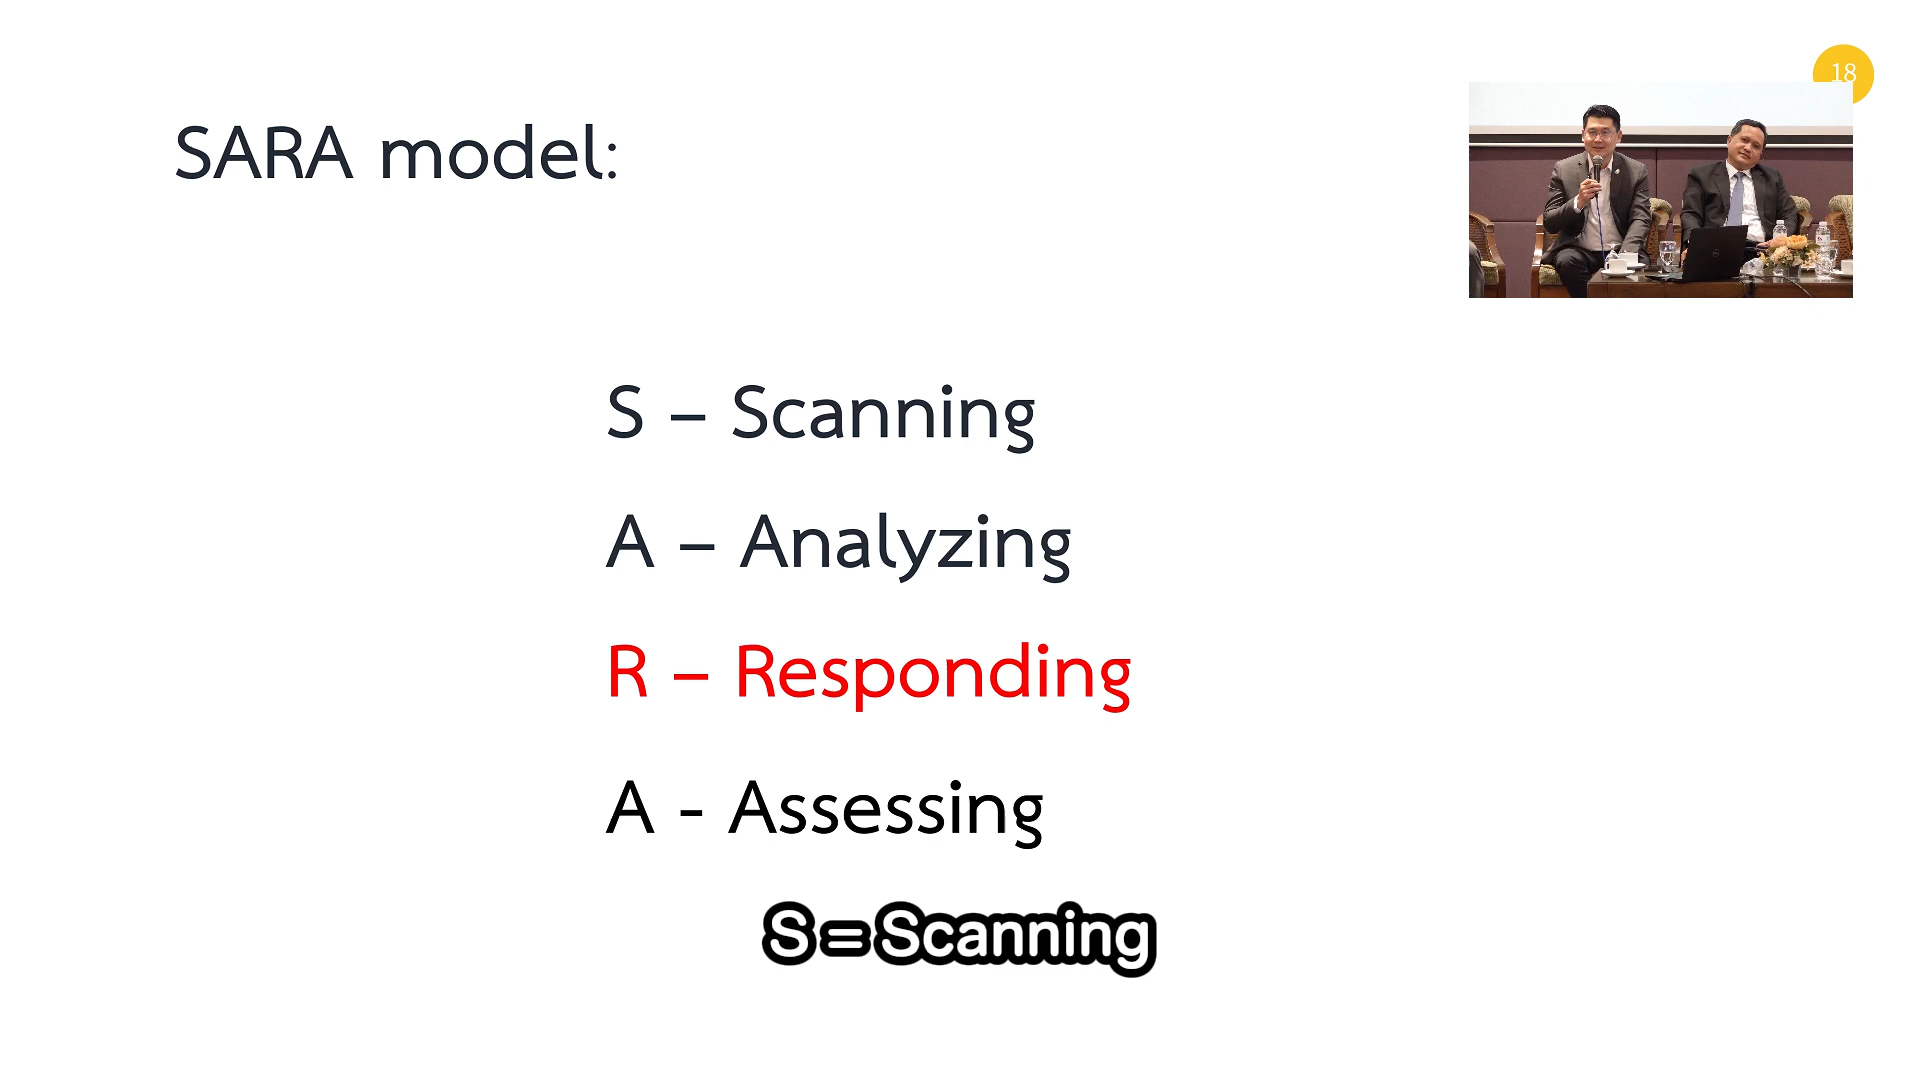 18
SARA model:
S – Scanning
A – Analyzing
R – Responding
A - Assessing
S=Scanning